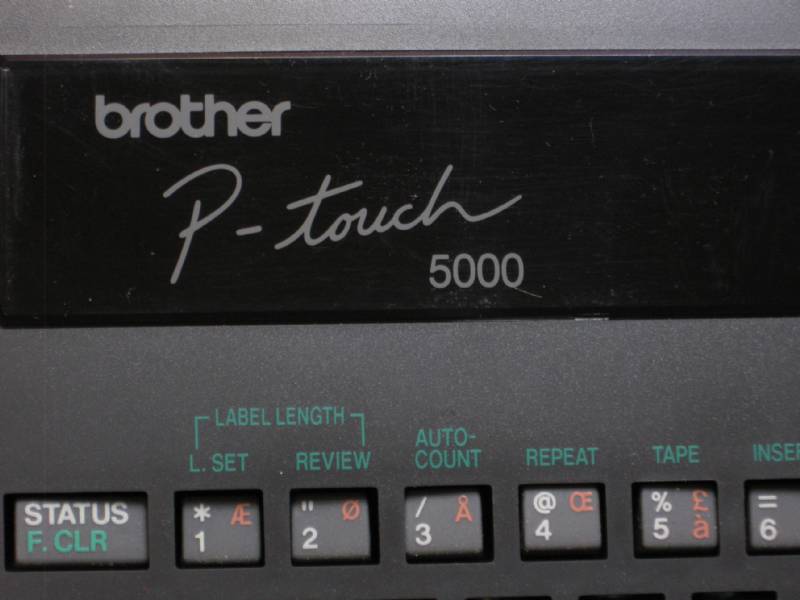 brother
P-touch
5000
LABEL LENGTH
L. SET REVIEW AUTO-COUNT REPEAT TAPE
STATUS * Æ " Ø / Å @ Œ % £ =
F. CLR 1 2 3 4 5 à 6